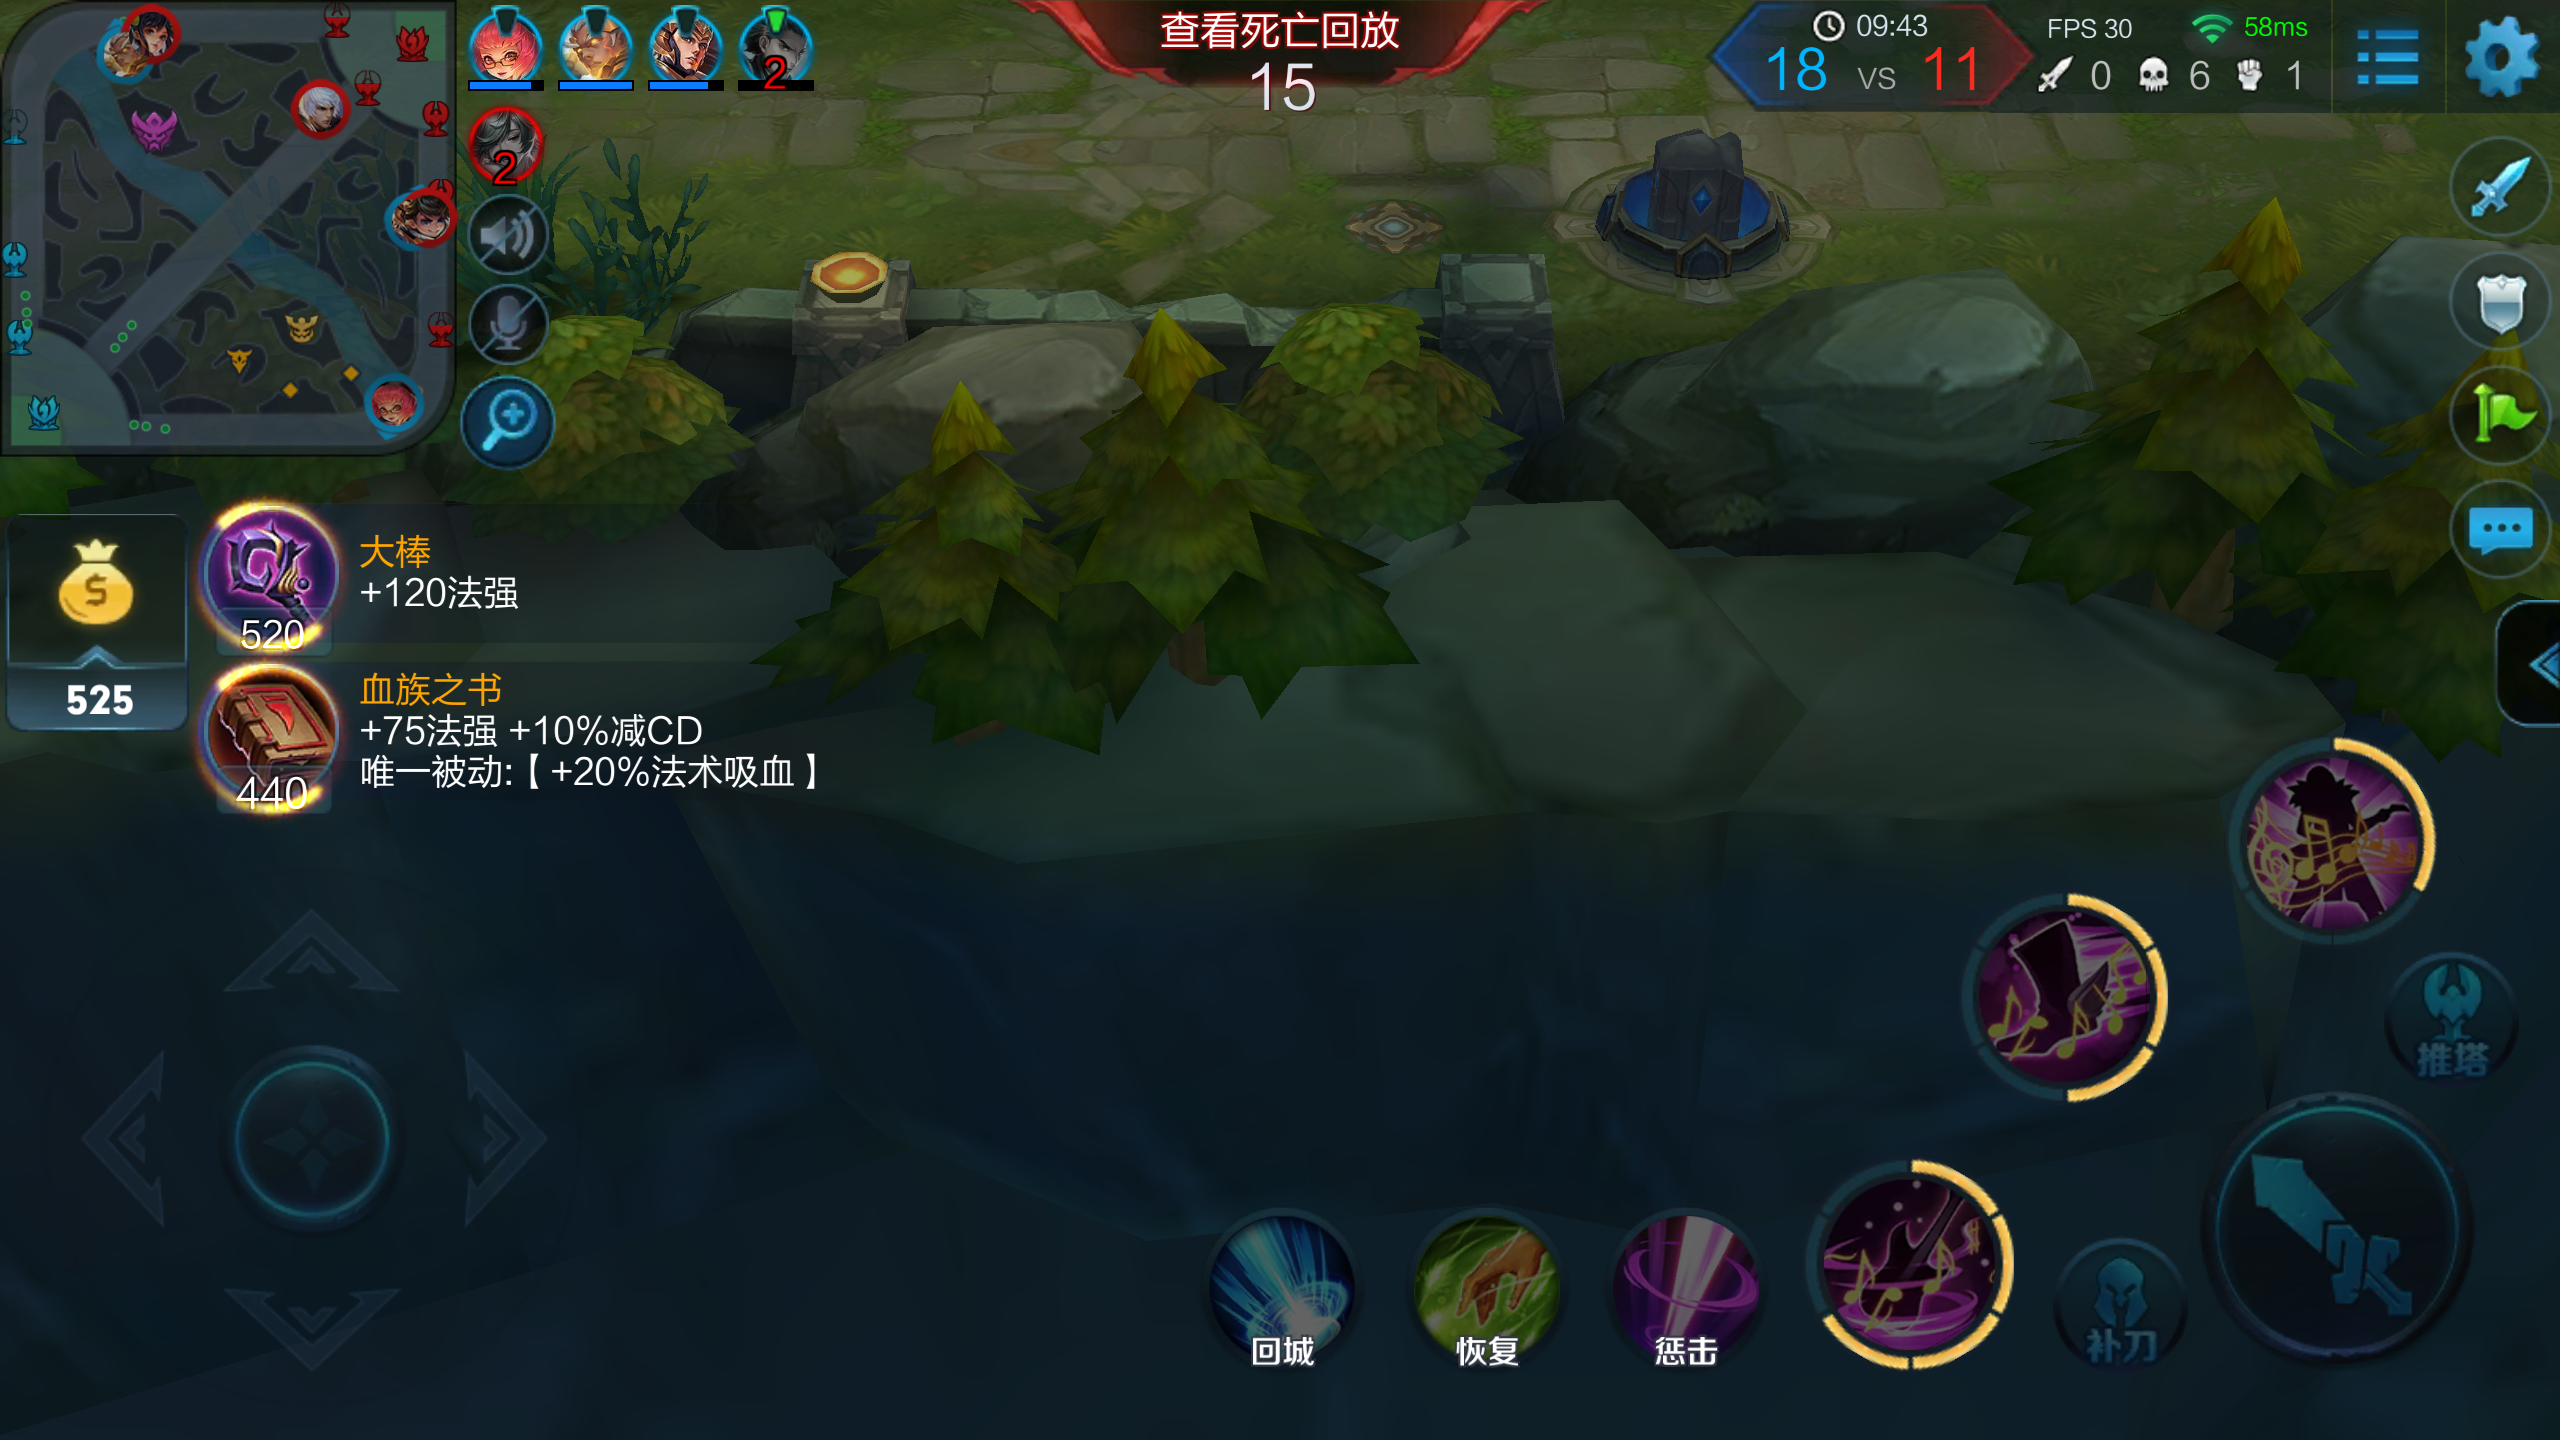 查看死亡回放
15
09:43
18 VS 11
FPS 30
58ms
0 6 1
2
2
大棒
+120法强
520
血族之书
+75法强 +10%减CD
唯一被动:【+20%法术吸血】
440
525
推塔
回城
恢复
惩击
补刀